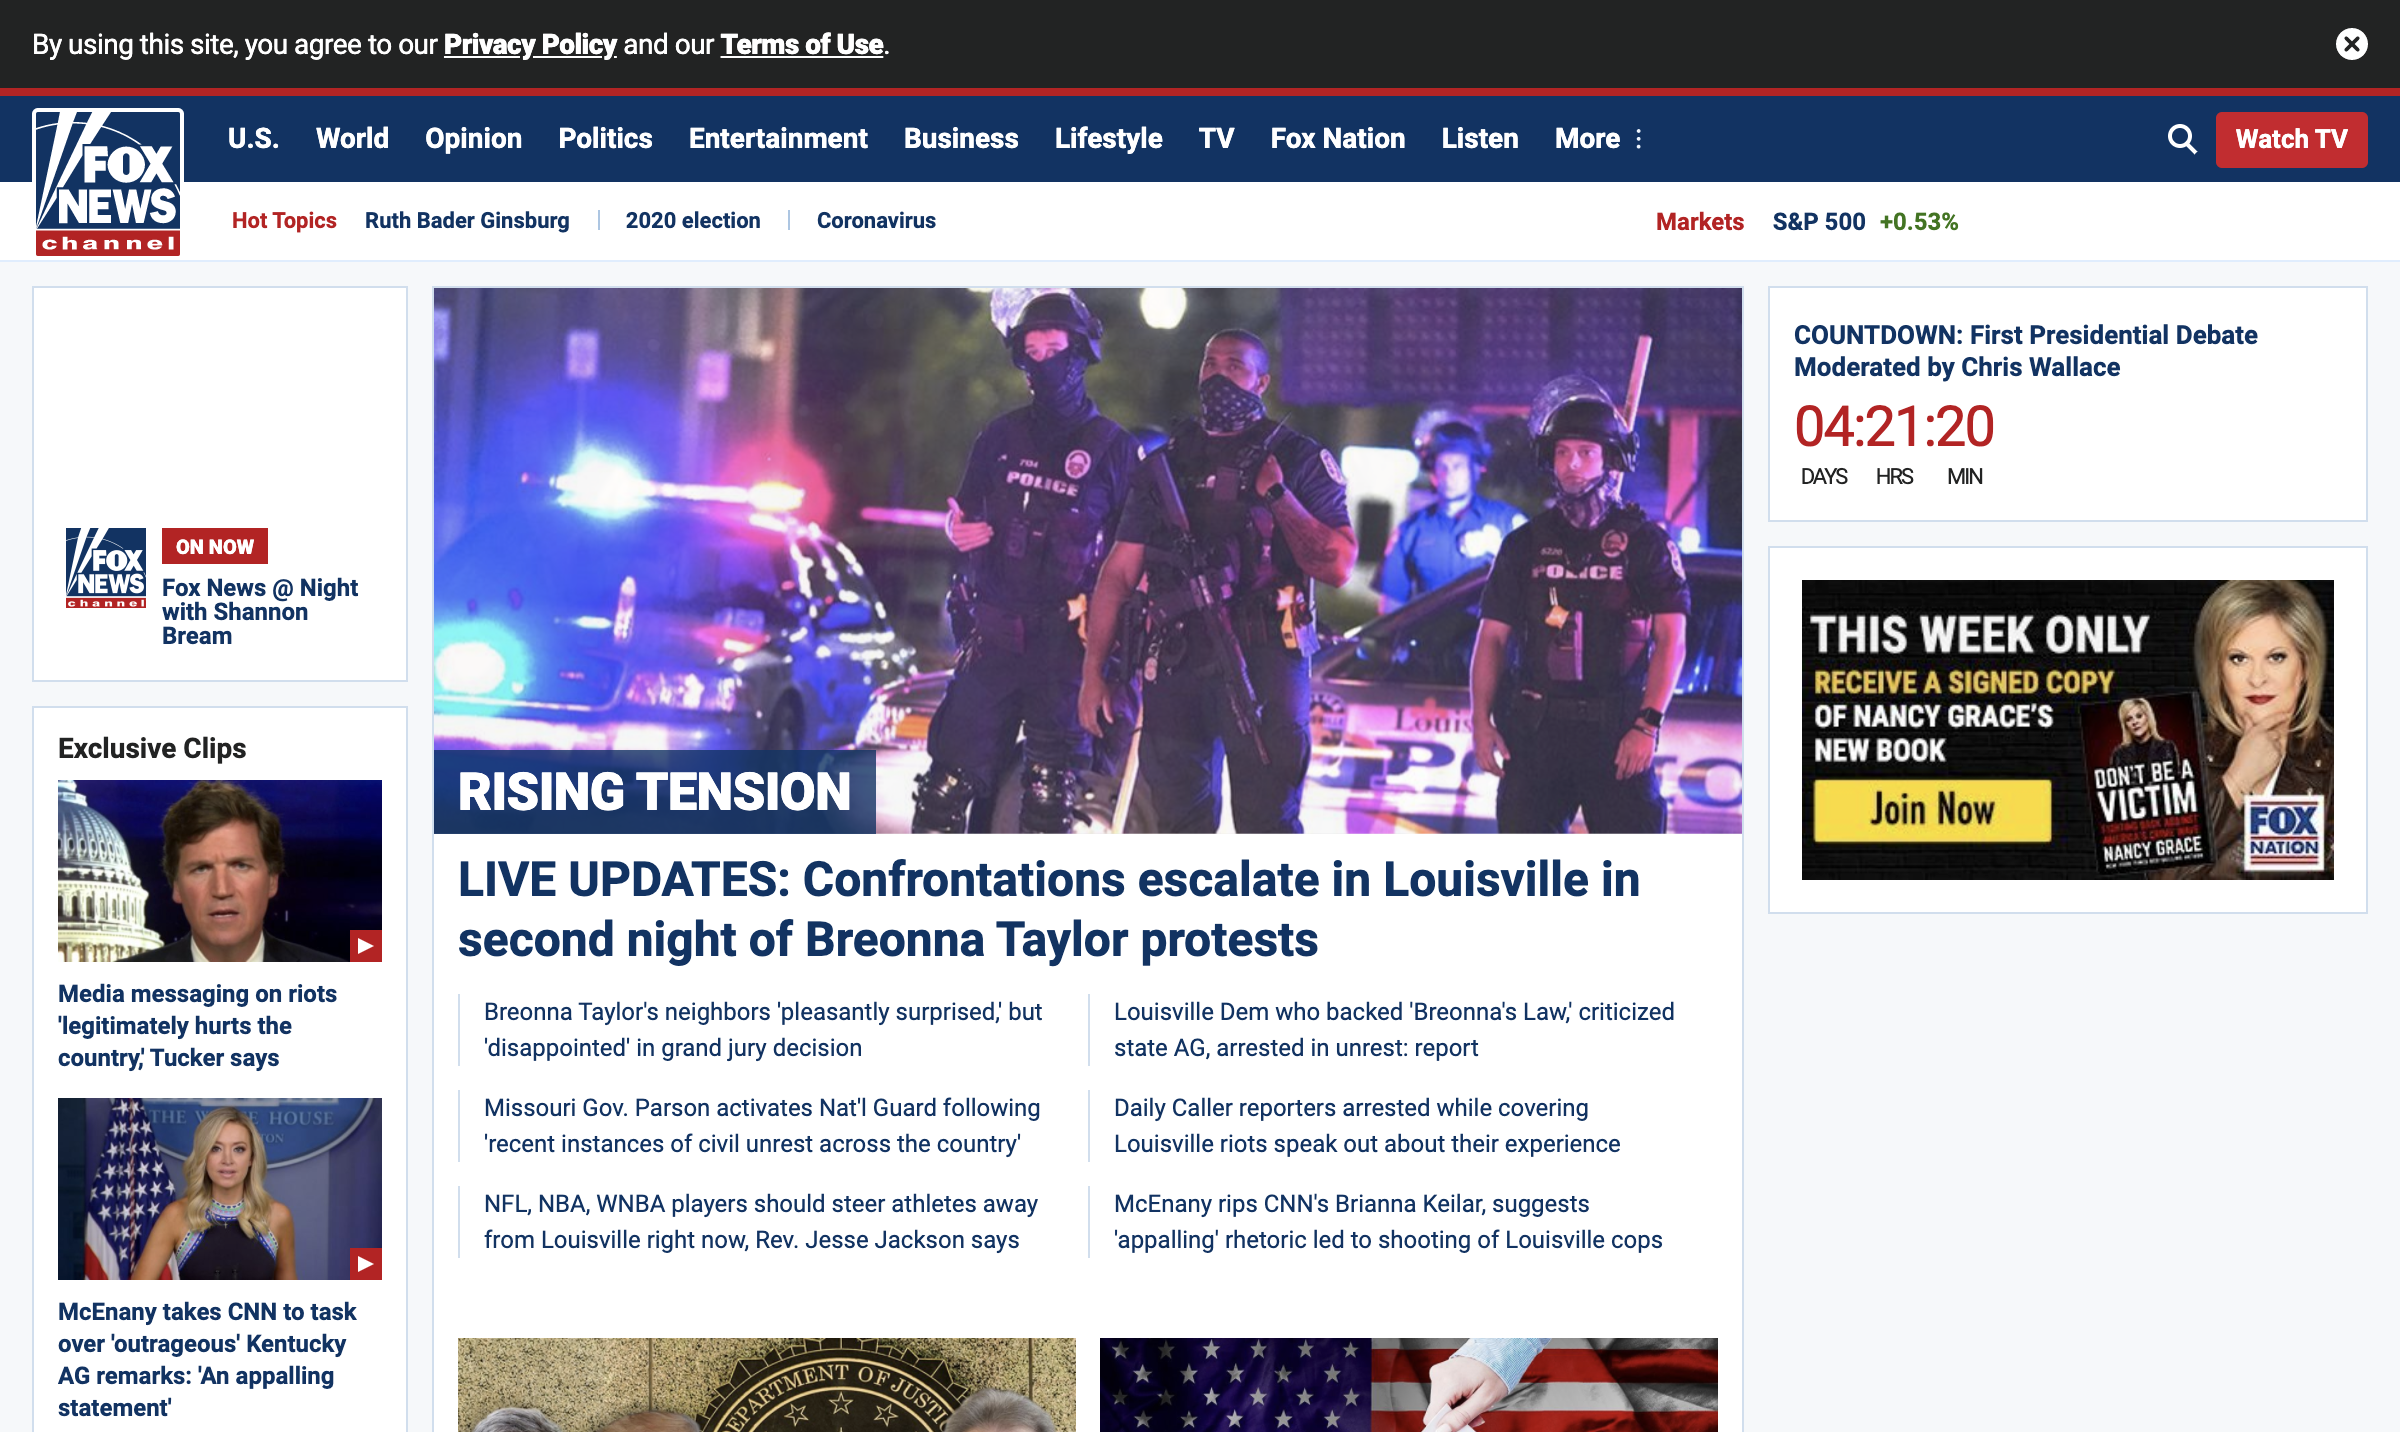 By using this site, you agree to our Privacy Policy and our Terms of Use.
FOX
NEWS
channel
U.S. World Opinion Politics Entertainment Business Lifestyle TV Fox Nation Listen More
Watch TV
Hot Topics Ruth Bader Ginsburg 2020 election Coronavirus
Markets S&P 500 +0.53%
FOX
NEWS
channel
ON NOW
Fox News @ Night
with Shannon
Bream
Exclusive Clips
Media messaging on riots
'legitimately hurts the
country,' Tucker says
THE WHITE HOUSE
McEnany takes CNN to task
over 'outrageous' Kentucky
AG remarks: 'An appalling
statement'
POLICE
POLICE
Louis
RISING TENSION
LIVE UPDATES: Confrontations escalate in Louisville in
second night of Breonna Taylor protests
Breonna Taylor's neighbors 'pleasantly surprised,' but
'disappointed' in grand jury decision
Louisville Dem who backed 'Breonna's Law,' criticized
state AG, arrested in unrest: report
Missouri Gov. Parson activates Nat'l Guard following
'recent instances of civil unrest across the country'
Daily Caller reporters arrested while covering
Louisville riots speak out about their experience
NFL, NBA, WNBA players should steer athletes away
from Louisville right now, Rev. Jesse Jackson says
McEnany rips CNN's Brianna Keilar, suggests
'appalling' rhetoric led to shooting of Louisville cops
DEPARTMENT OF JUSTIC
COUNTDOWN: First Presidential Debate
Moderated by Chris Wallace
04:21:20
DAYS HRS MIN
THIS WEEK ONLY
RECEIVE A SIGNED COPY
OF NANCY GRACE'S
NEW BOOK
Join Now
DON'T BE A
VICTIM
NANCY GRACE
FOX
NATION